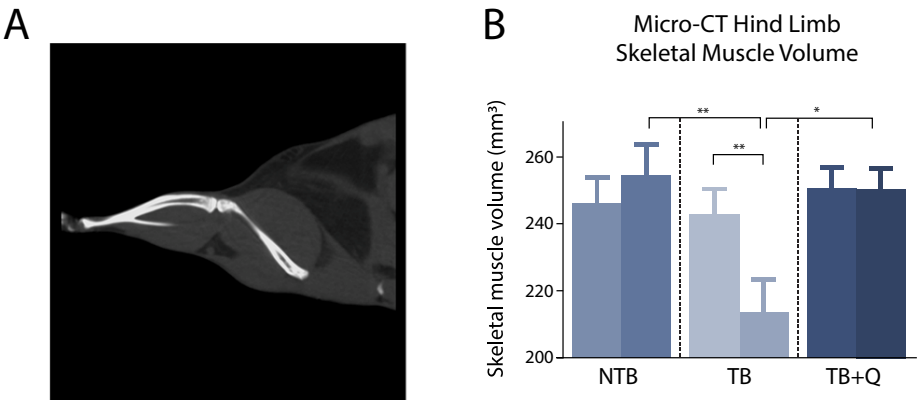 A
B
Micro-CT Hind Limb
Skeletal Muscle Volume
Skeletal muscle volume (mm³)
260
240
220
200
**
*
**
NTB
TB
TB+Q